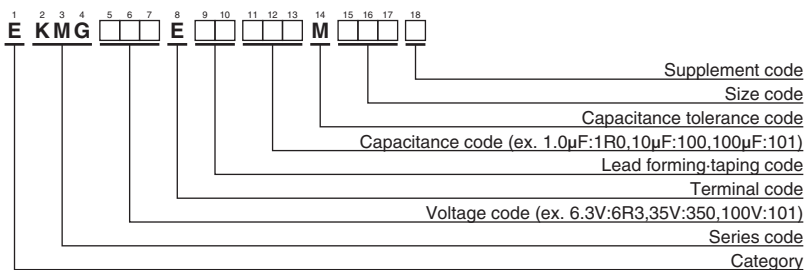 1 2 3 4 5 6 7 8 9 10 11 12 13 14 15 16 17 18
E KMG E M
Supplement code
Size code
Capacitance tolerance code
Capacitance code (ex. 1.0µF:1R0,10µF:100,100µF:101)
Lead forming·taping code
Terminal code
Voltage code (ex. 6.3V:6R3,35V:350,100V:101)
Series code
Category